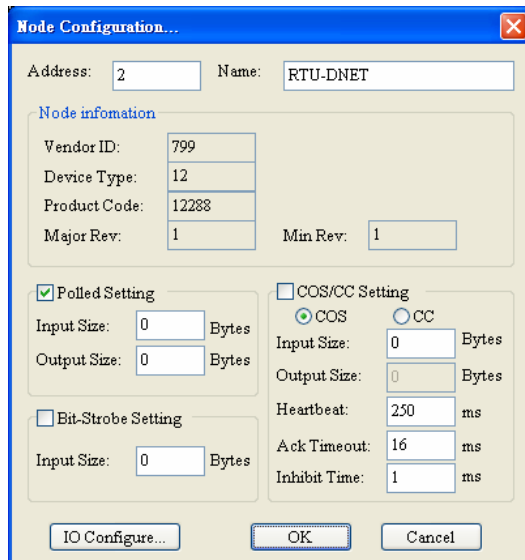 Node Configuration...
Address: 2 Name: RTU-DNET
Node infomation
Vendor ID: 799
Device Type: 12
Product Code: 12288
Major Rev: 1 Min Rev: 1
Polled Setting
Input Size: 0 Bytes
Output Size: 0 Bytes
Bit-Strobe Setting
Input Size: 0 Bytes
COS/CC Setting
COS CC
Input Size: 0 Bytes
Output Size: 0 Bytes
Heartbeat: 250 ms
Ack Timeout: 16 ms
Inhibit Time: 1 ms
IO Configure... OK Cancel